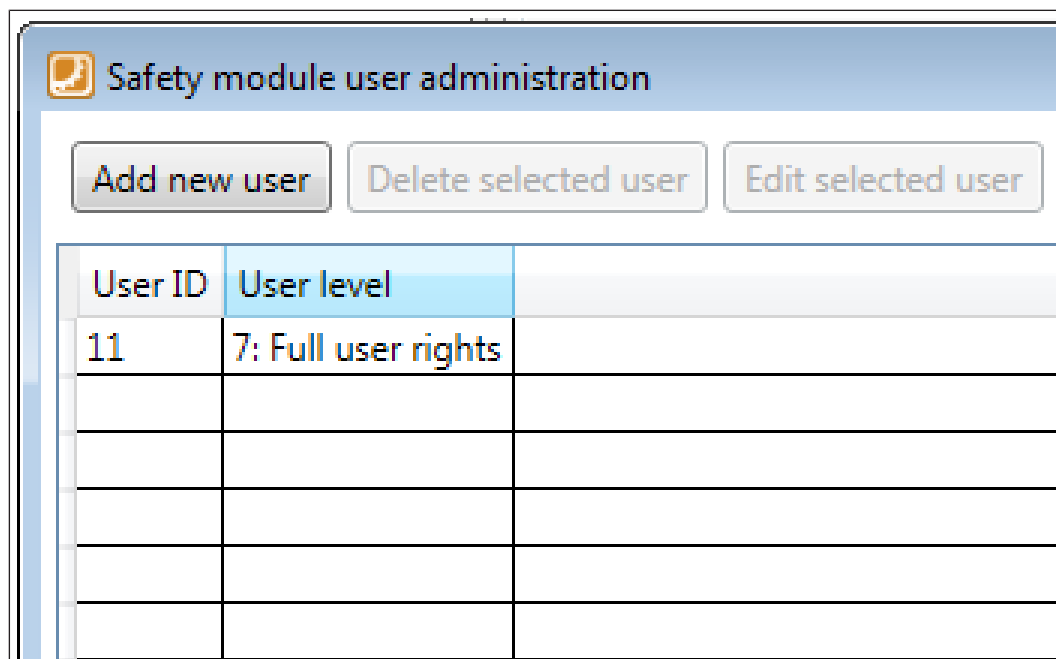 Safety module user administration
Add new user Delete selected user Edit selected user
User ID User level
11 7: Full user rights